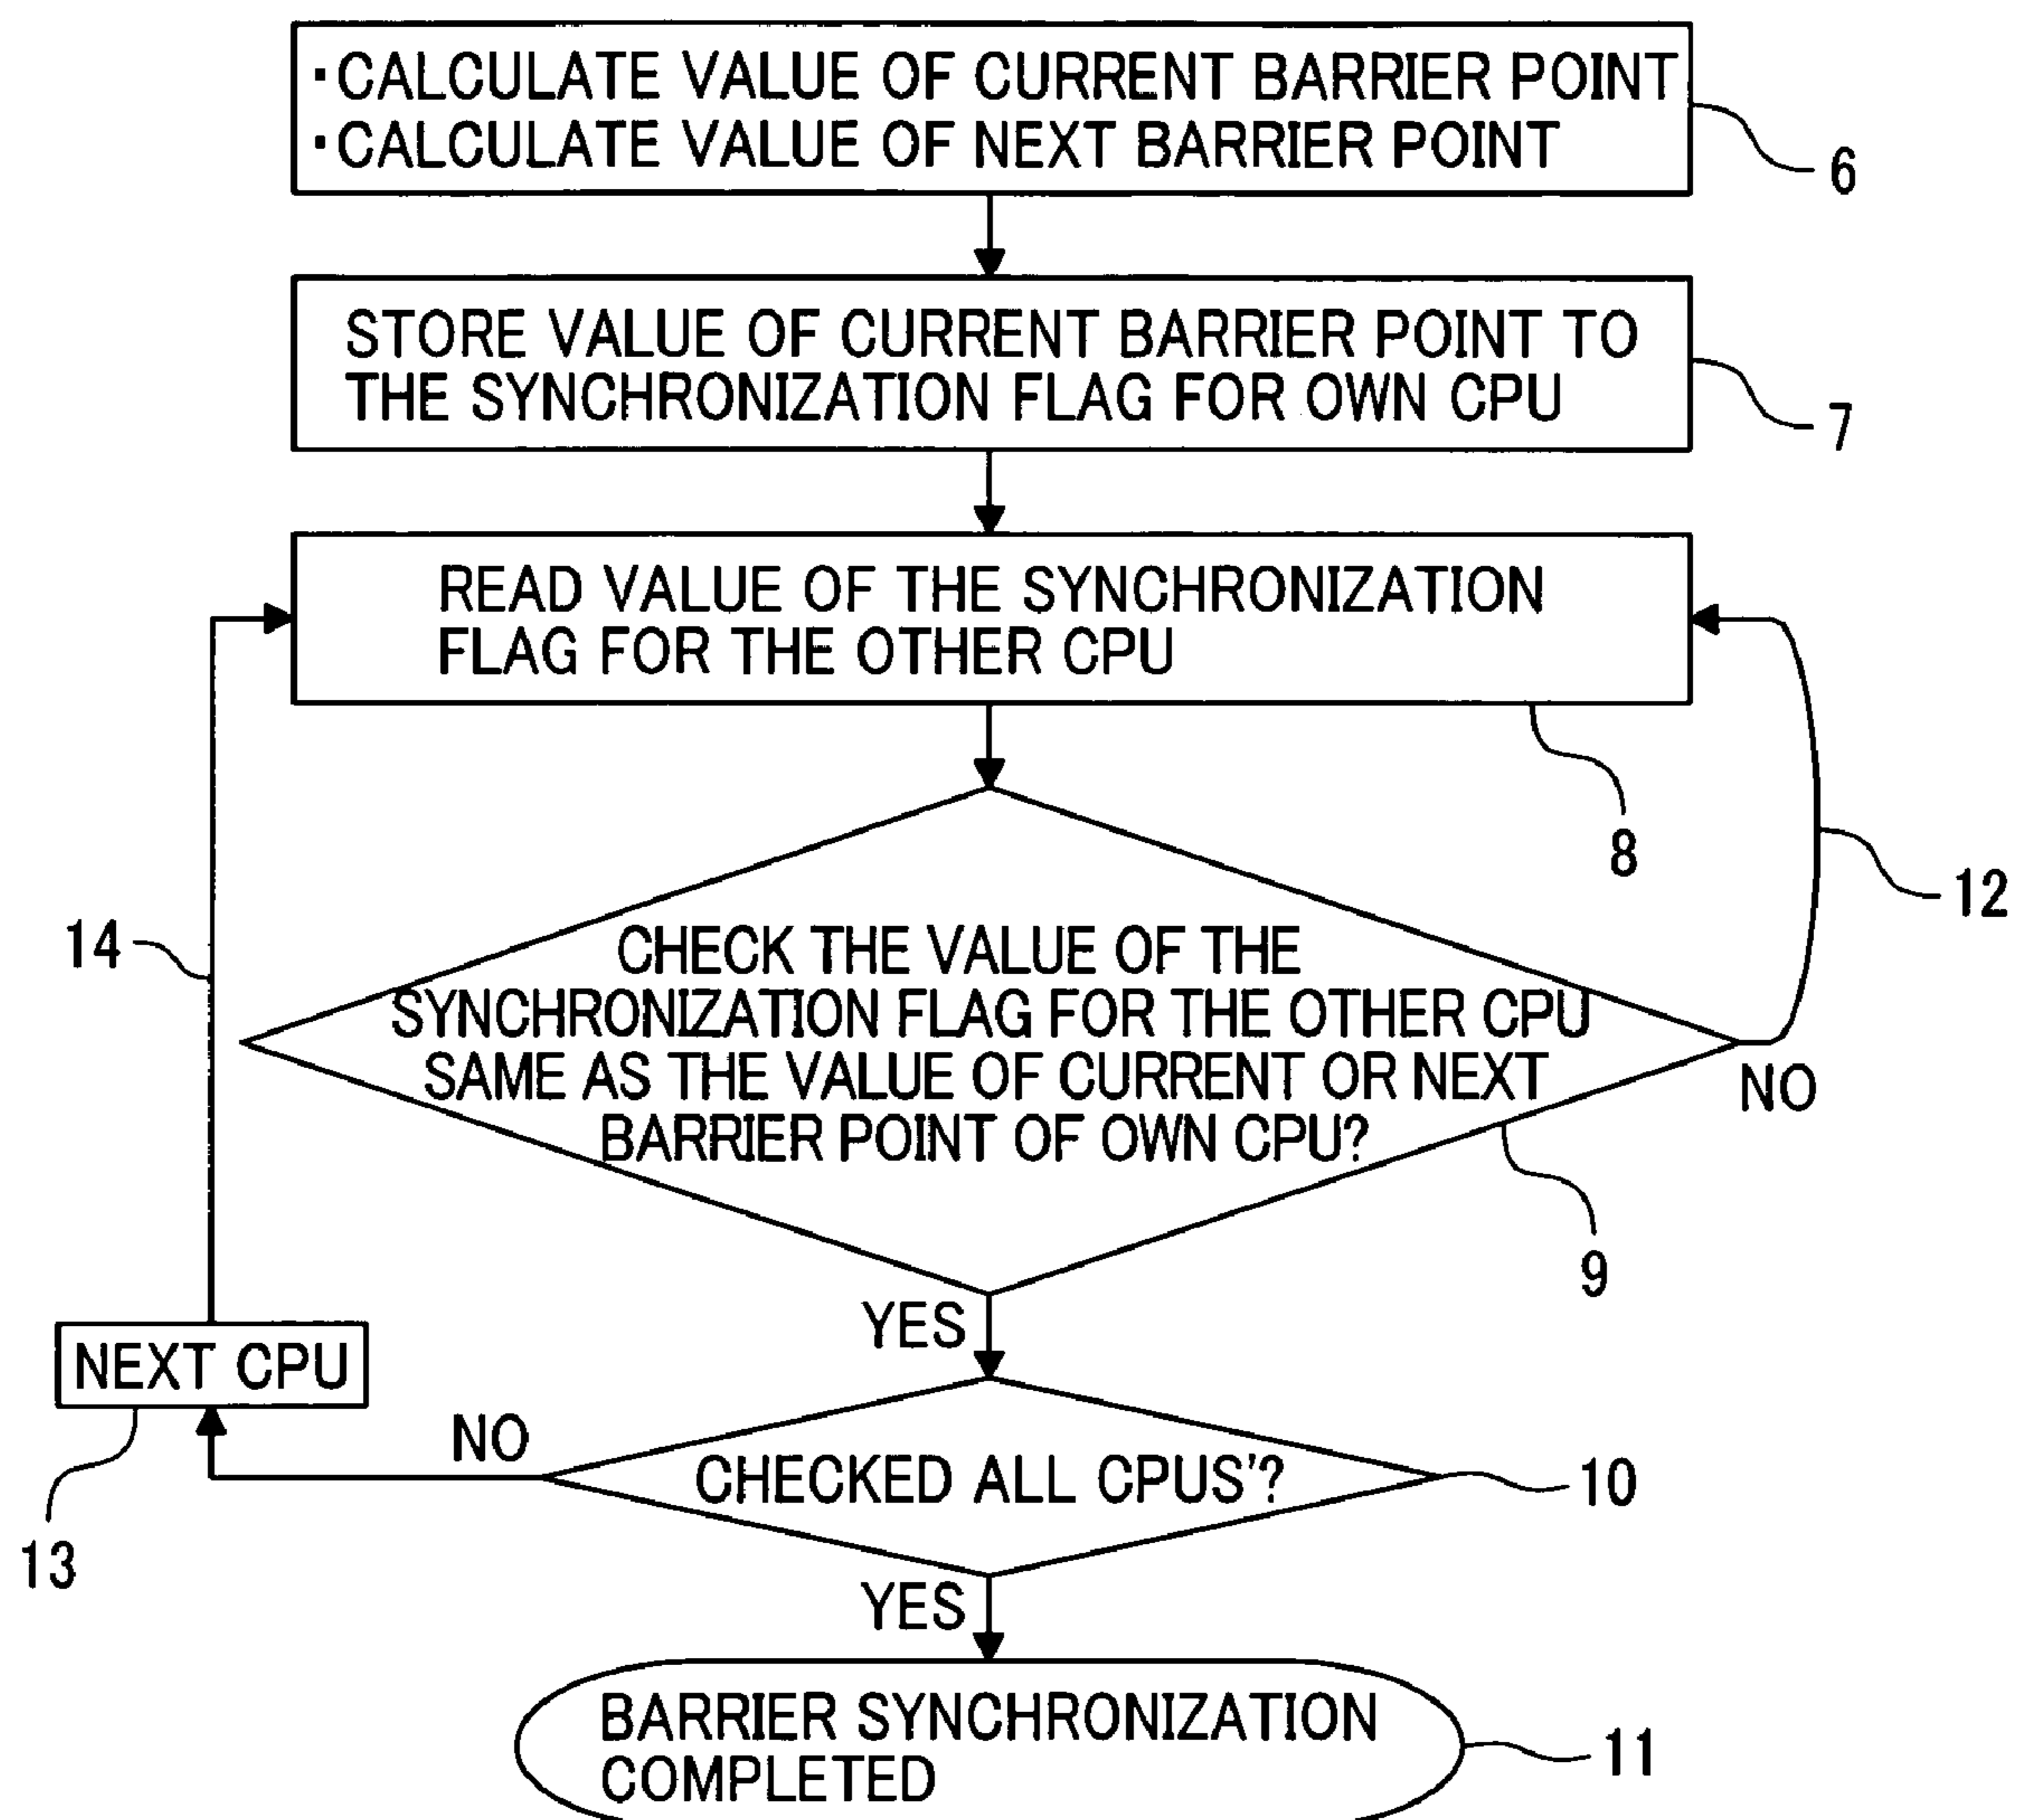 ·CALCULATE VALUE OF CURRENT BARRIER POINT
·CALCULATE VALUE OF NEXT BARRIER POINT
6
STORE VALUE OF CURRENT BARRIER POINT TO
THE SYNCHRONIZATION FLAG FOR OWN CPU
7
READ VALUE OF THE SYNCHRONIZATION
FLAG FOR THE OTHER CPU
8
12
14
CHECK THE VALUE OF THE
SYNCHRONIZATION FLAG FOR THE OTHER CPU
SAME AS THE VALUE OF CURRENT OR NEXT
BARRIER POINT OF OWN CPU?
NO
9
YES
NEXT CPU
NO
CHECKED ALL CPUS'?
10
13
YES
BARRIER SYNCHRONIZATION
COMPLETED
11